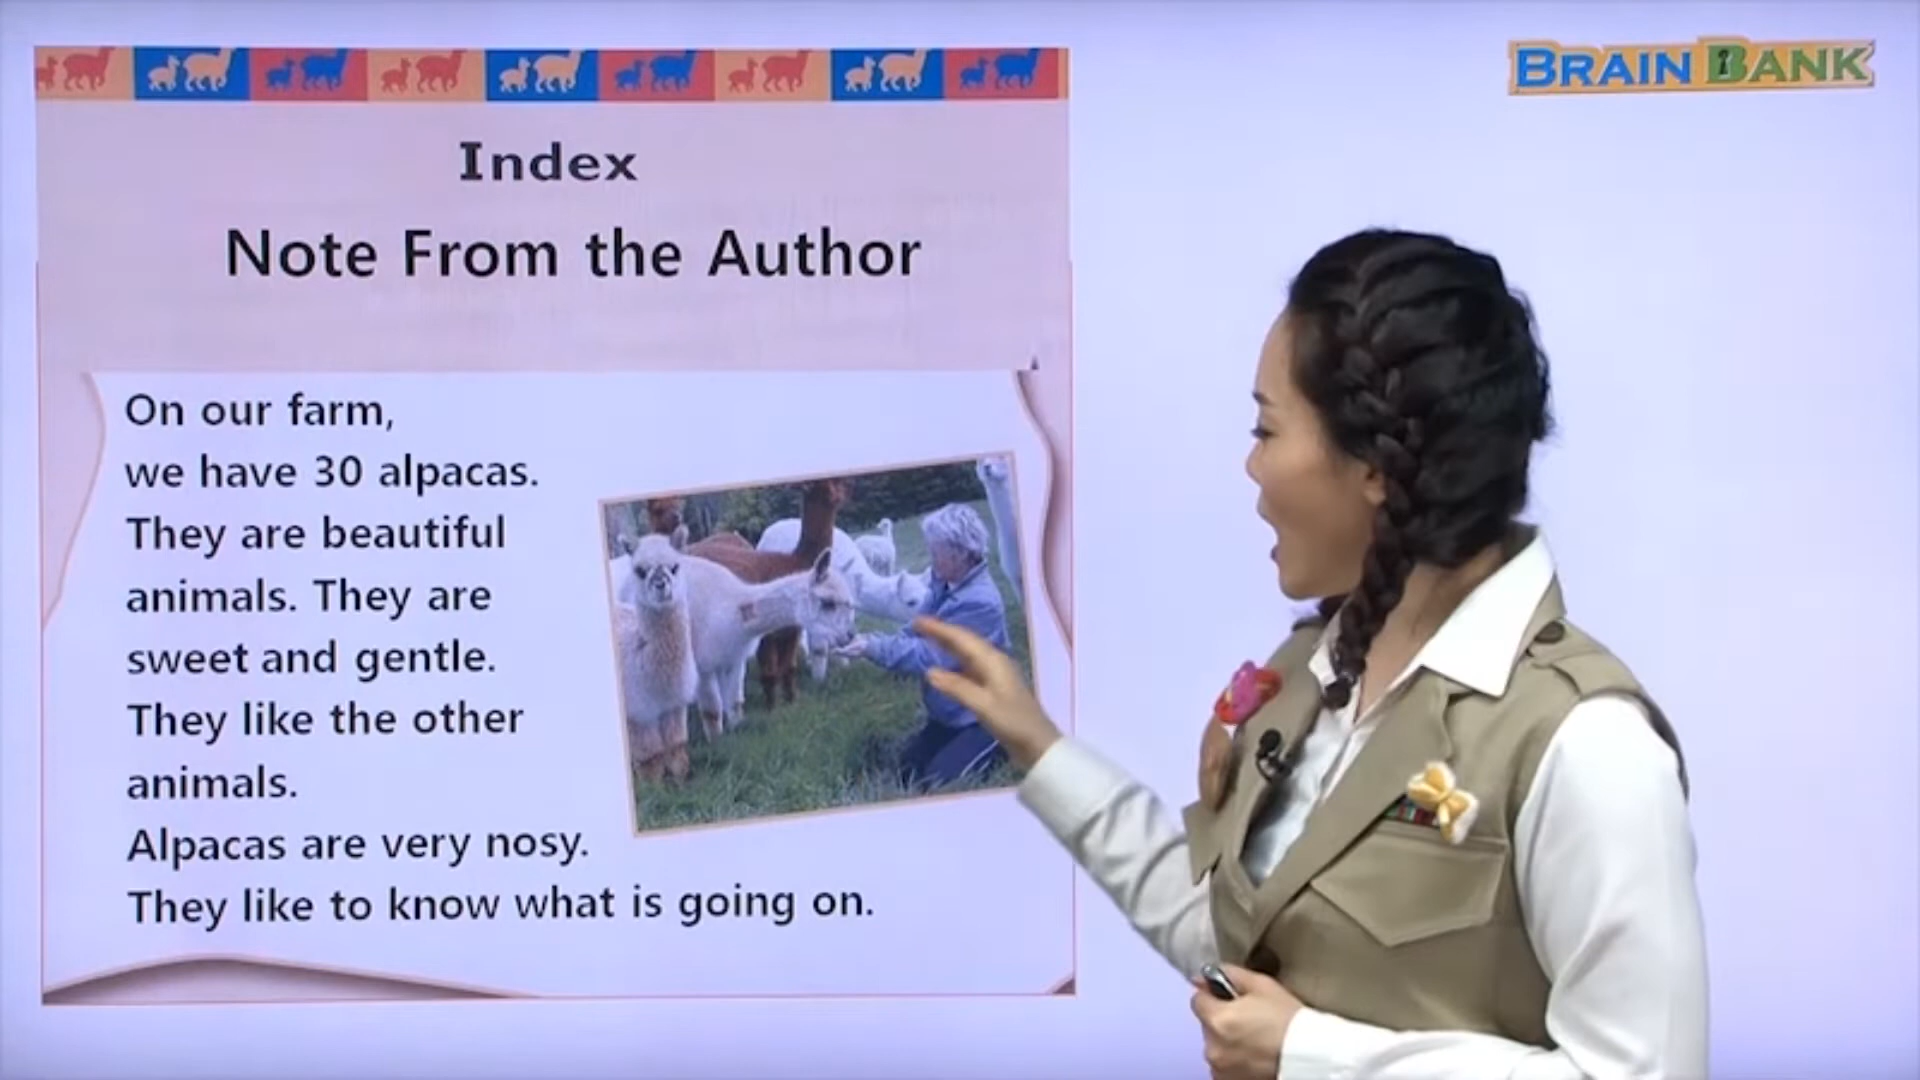 BRAIN BANK
Index
Note From the Author
On our farm,
we have 30 alpacas.
They are beautiful
animals. They are
sweet and gentle.
They like the other
animals.
Alpacas are very nosy.
They like to know what is going on.